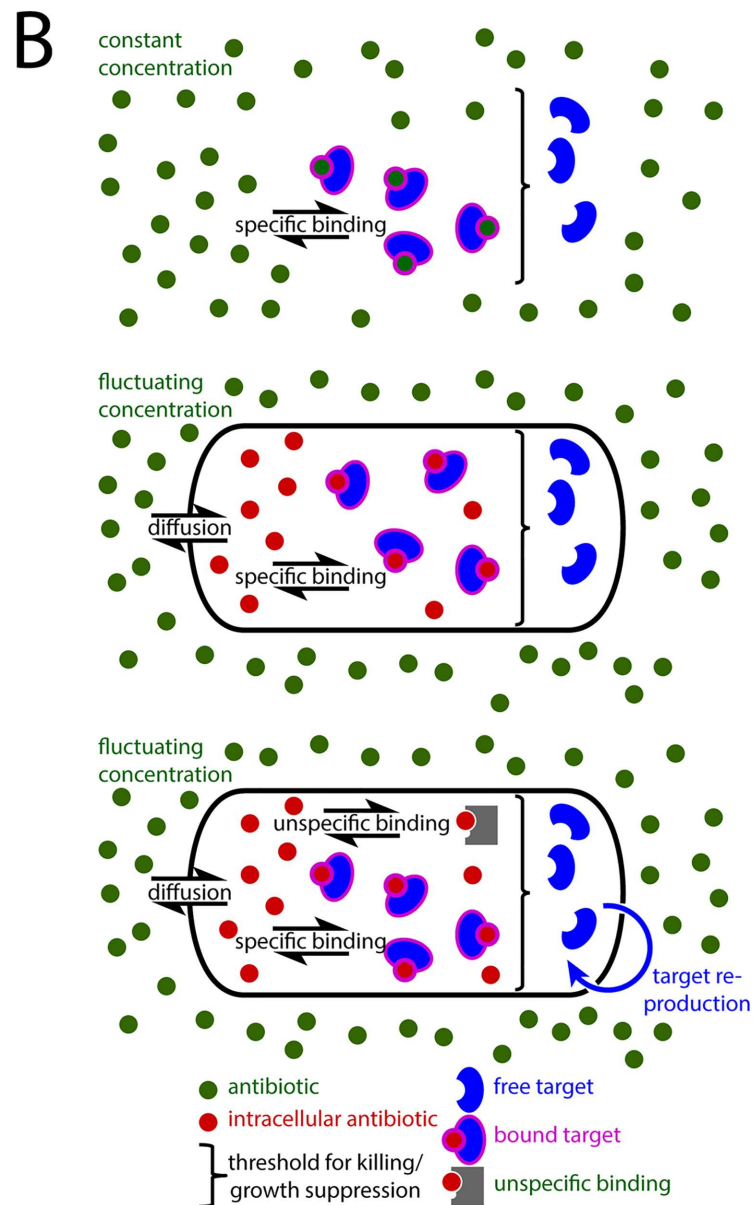 B
constant
concentration
specific binding
fluctuating
concentration
diffusion
specific binding
fluctuating
concentration
unspecific binding
diffusion
specific binding
target re-
production
antibiotic
free target
intracellular antibiotic
bound target
threshold for killing/
growth suppression
unspecific binding